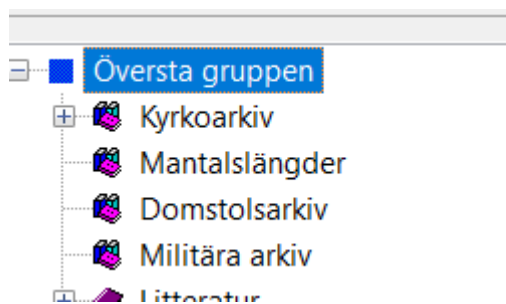 Översta gruppen
Kyrkoarkiv
Mantalslängder
Domstolsarkiv
Militära arkiv
Litteratur